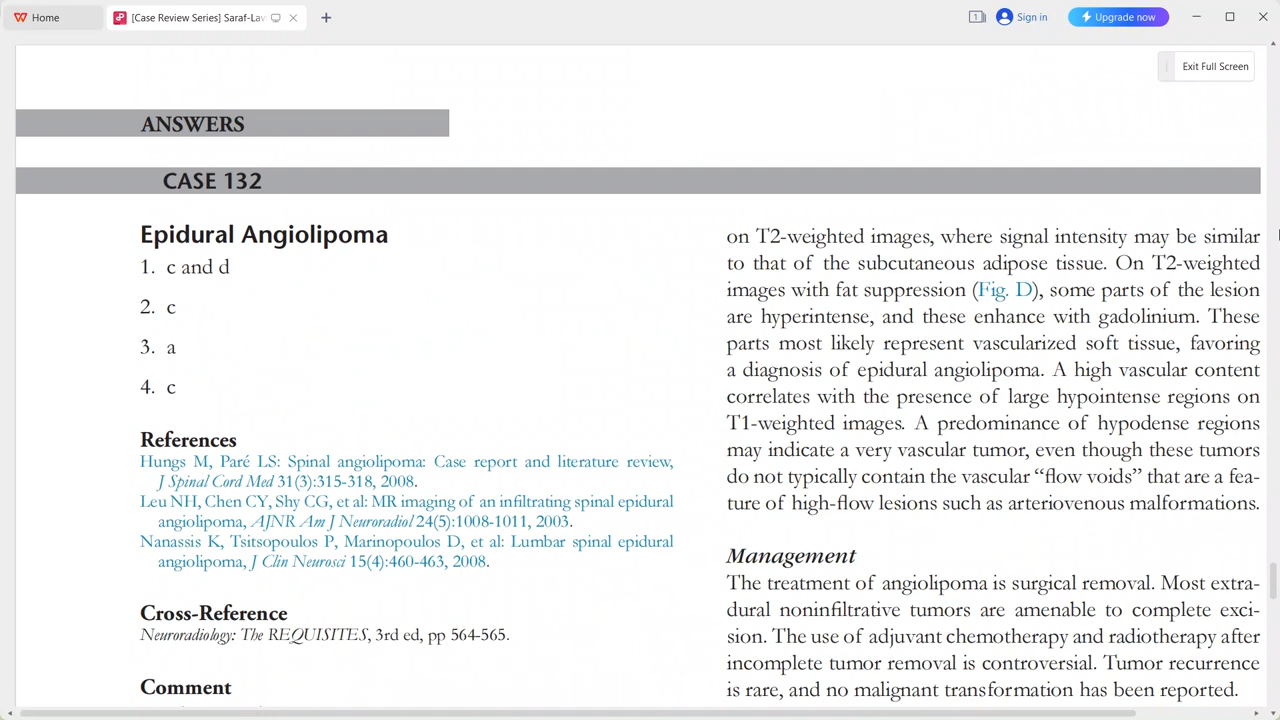 Home
[Case Review Series] Saraf-Lav
1
Sign in
Upgrade now
Exit Full Screen
ANSWERS
CASE 132
Epidural Angiolipoma
1. c and d
2. c
3. a
4. c
References
Hungs M, Paré LS: Spinal angiolipoma: Case report and literature review,
J Spinal Cord Med 31(3):315-318, 2008.
Leu NH, Chen CY, Shy CG, et al: MR imaging of an infiltrating spinal epidural
angiolipoma, AJNR Am J Neuroradiol 24(5):1008-1011, 2003.
Nanassis K, Tsitsopoulos P, Marinopoulos D, et al: Lumbar spinal epidural
angiolipoma, J Clin Neurosci 15(4):460-463, 2008.
Cross-Reference
Neuroradiology: The REQUISITES, 3rd ed, pp 564-565.
Comment
on T2-weighted images, where signal intensity may be similar
to that of the subcutaneous adipose tissue. On T2-weighted
images with fat suppression (Fig. D), some parts of the lesion
are hyperintense, and these enhance with gadolinium. These
parts most likely represent vascularized soft tissue, favoring
a diagnosis of epidural angiolipoma. A high vascular content
correlates with the presence of large hypointense regions on
T1-weighted images. A predominance of hypodense regions
may indicate a very vascular tumor, even though these tumors
do not typically contain the vascular “flow voids” that are a fea-
ture of high-flow lesions such as arteriovenous malformations.
Management
The treatment of angiolipoma is surgical removal. Most extra-
dural noninfiltrative tumors are amenable to complete exci-
sion. The use of adjuvant chemotherapy and radiotherapy after
incomplete tumor removal is controversial. Tumor recurrence
is rare, and no malignant transformation has been reported.